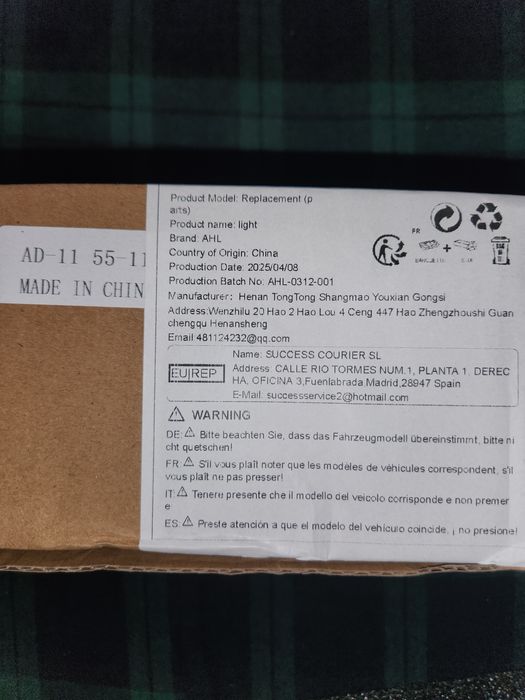 AD-11 55-11
MADE IN CHIN
Product Model: Replacement (p
arts)
Product name: light
Brand: AHL
Country of Origin: China
Production Date: 2025/04/08
Production Batch No: AHL-0312-001
FR
Manufacturer: Henan TongTong Shangmao Youxian Gongsi
Address:Wenzhilu 20 Hao 2 Hao Lou 4 Ceng 447 Hao Zhengzhoushi Guan
chengqu Henansheng
Email:481124232@qq.com
EU REP
Name: SUCCESS COURIER SL
Address: CALLE RIO TORMES NUM.1, PLANTA 1, DEREC
HA, OFICINA 3,Fuenlabrada,Madrid,28947 Spain
E-Mail: successservice2@hotmail.com
WARNING
DE: Bitte beachten Sie, dass das Fahrzeugmodell übereinstimmt, bitte ni
cht quetschen!
FR: S'il vous plaît noter que les modèles de véhicules correspondent, s'il
vous plaît ne pas presser!
IT: Tenere presente che il modello del veicolo corrisponde e non premer
e
ES: Preste atención a que el modelo del vehículo coincide, ¡ no presione!